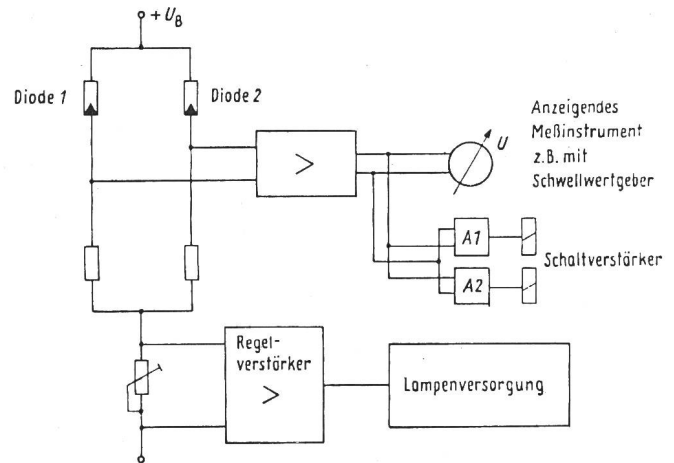 + U_B
Diode 1
Diode 2
>
U
Anzeigendes
Meßinstrument
z.B. mit
Schwellwertgeber
A1
A2
Schaltverstärker
Regel-
verstärker
>
Lampenversorgung